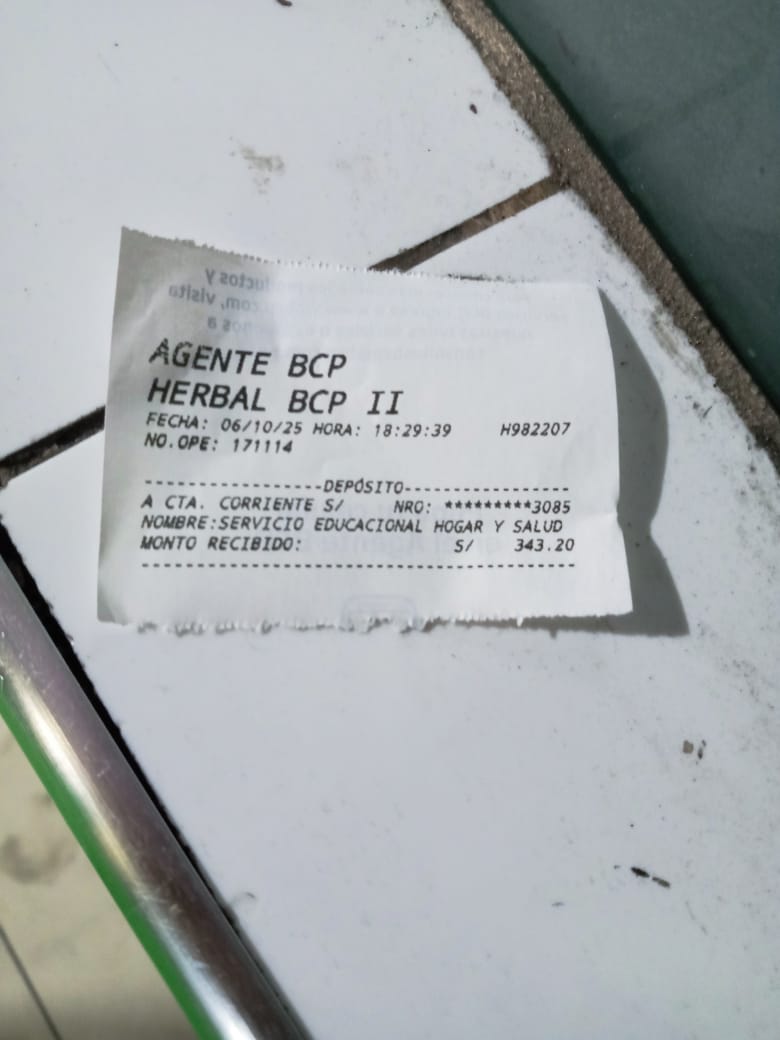 AGENTE BCP
HERBAL BCP II
FECHA: 06/10/25 HORA: 18:29:39 H982207
NO.OPE: 171114
------------------DEPÓSITO-----------------
A CTA. CORRIENTE S/ NRO: *********3085
NOMBRE:SERVICIO EDUCACIONAL HOGAR Y SALUD
MONTO RECIBIDO: S/ 343.20
--------------------------------------------